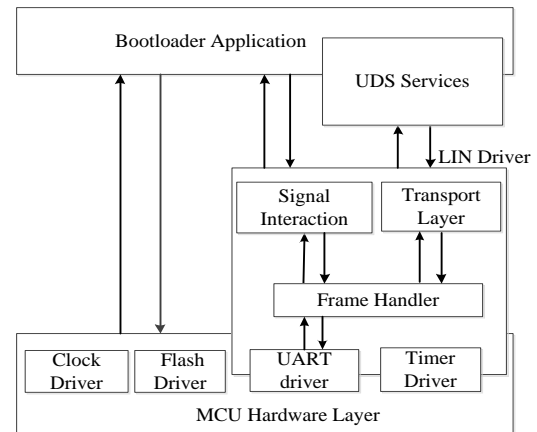 Bootloader Application
UDS Services
LIN Driver
Signal
Interaction
Transport
Layer
Frame Handler
Clock
Driver
Flash
Driver
UART
driver
Timer
Driver
MCU Hardware Layer